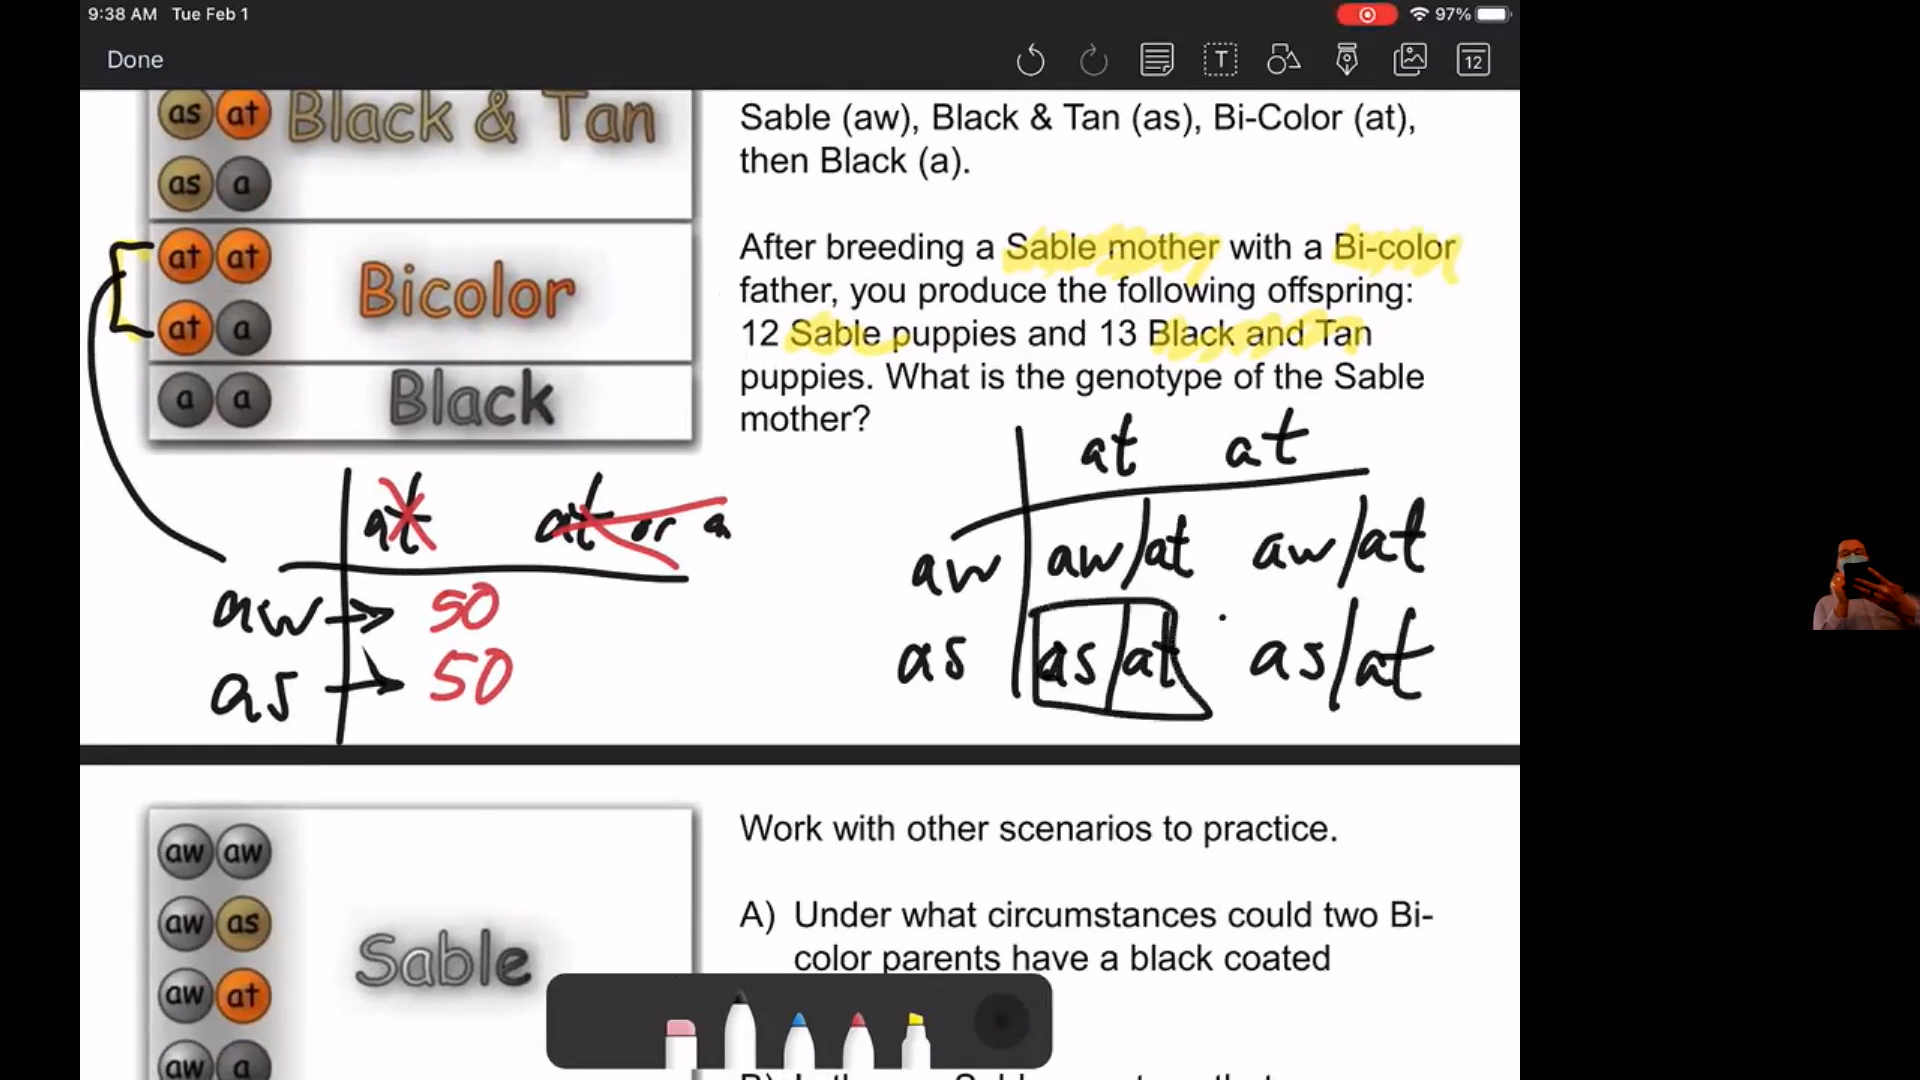 9:38 AM Tue Feb 1
97%
Done
T
12
as at Black & Tan
as a
at at
at a
Bicolor
a a
Black
Sable (aw), Black & Tan (as), Bi-Color (at),
then Black (a).
After breeding a Sable mother with a Bi-color
father, you produce the following offspring:
12 Sable puppies and 13 Black and Tan
puppies. What is the genotype of the Sable
mother?
at at or a
aw → 50
as → 50
at at
aw aw/at aw/at
as as/at as/at
aw aw
aw as
aw at
aw a
Sable
Work with other scenarios to practice.
A) Under what circumstances could two Bi-
color parents have a black coated